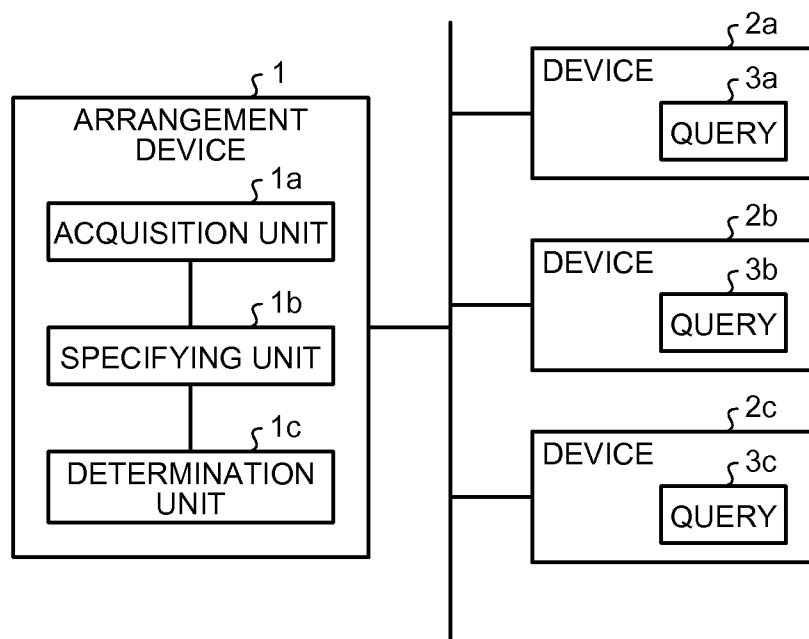 1
ARRANGEMENT
DEVICE
1a
ACQUISITION UNIT
1b
SPECIFYING UNIT
1c
DETERMINATION
UNIT
2a
DEVICE
3a
QUERY
2b
DEVICE
3b
QUERY
2c
DEVICE
3c
QUERY